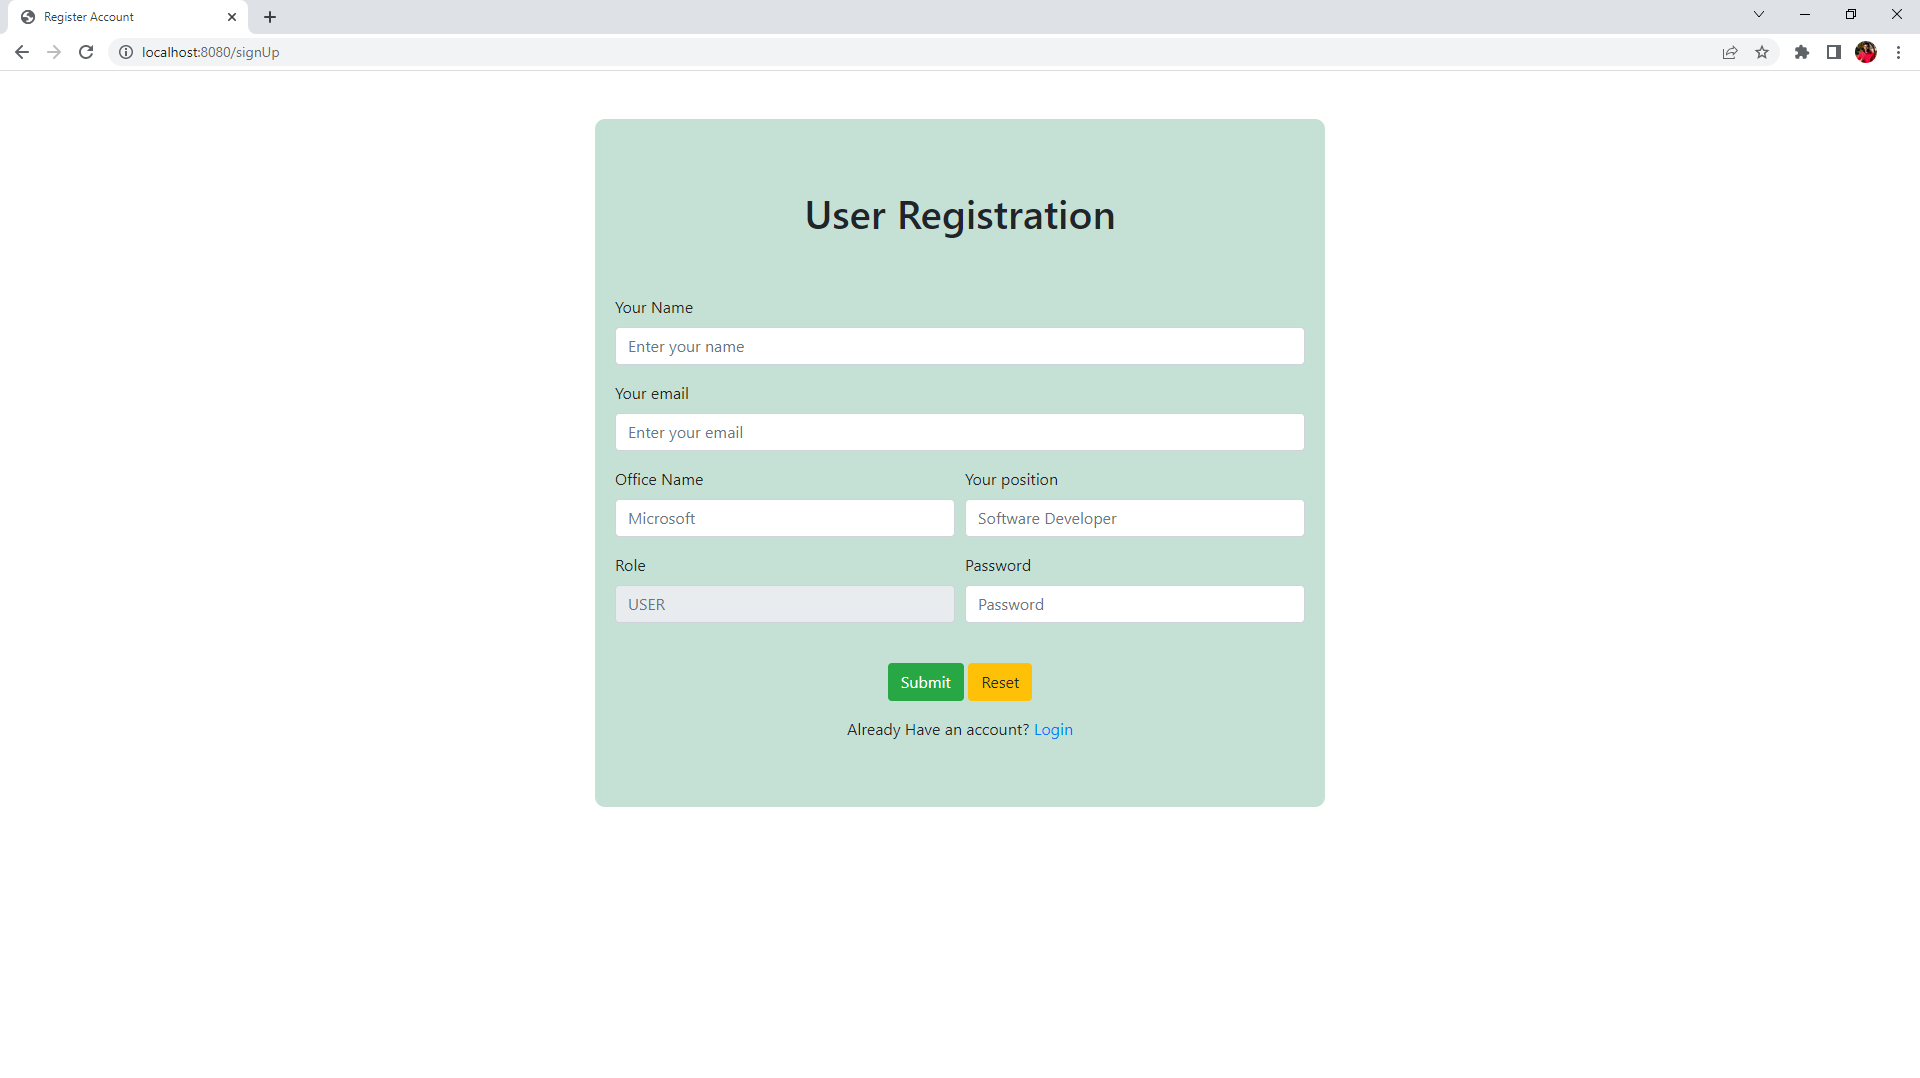 Register Account
localhost:8080/signUp
User Registration
Your Name
Enter your name
Your email
Enter your email
Office Name Your position
Microsoft Software Developer
Role Password
USER Password
Submit Reset
Already Have an account? Login